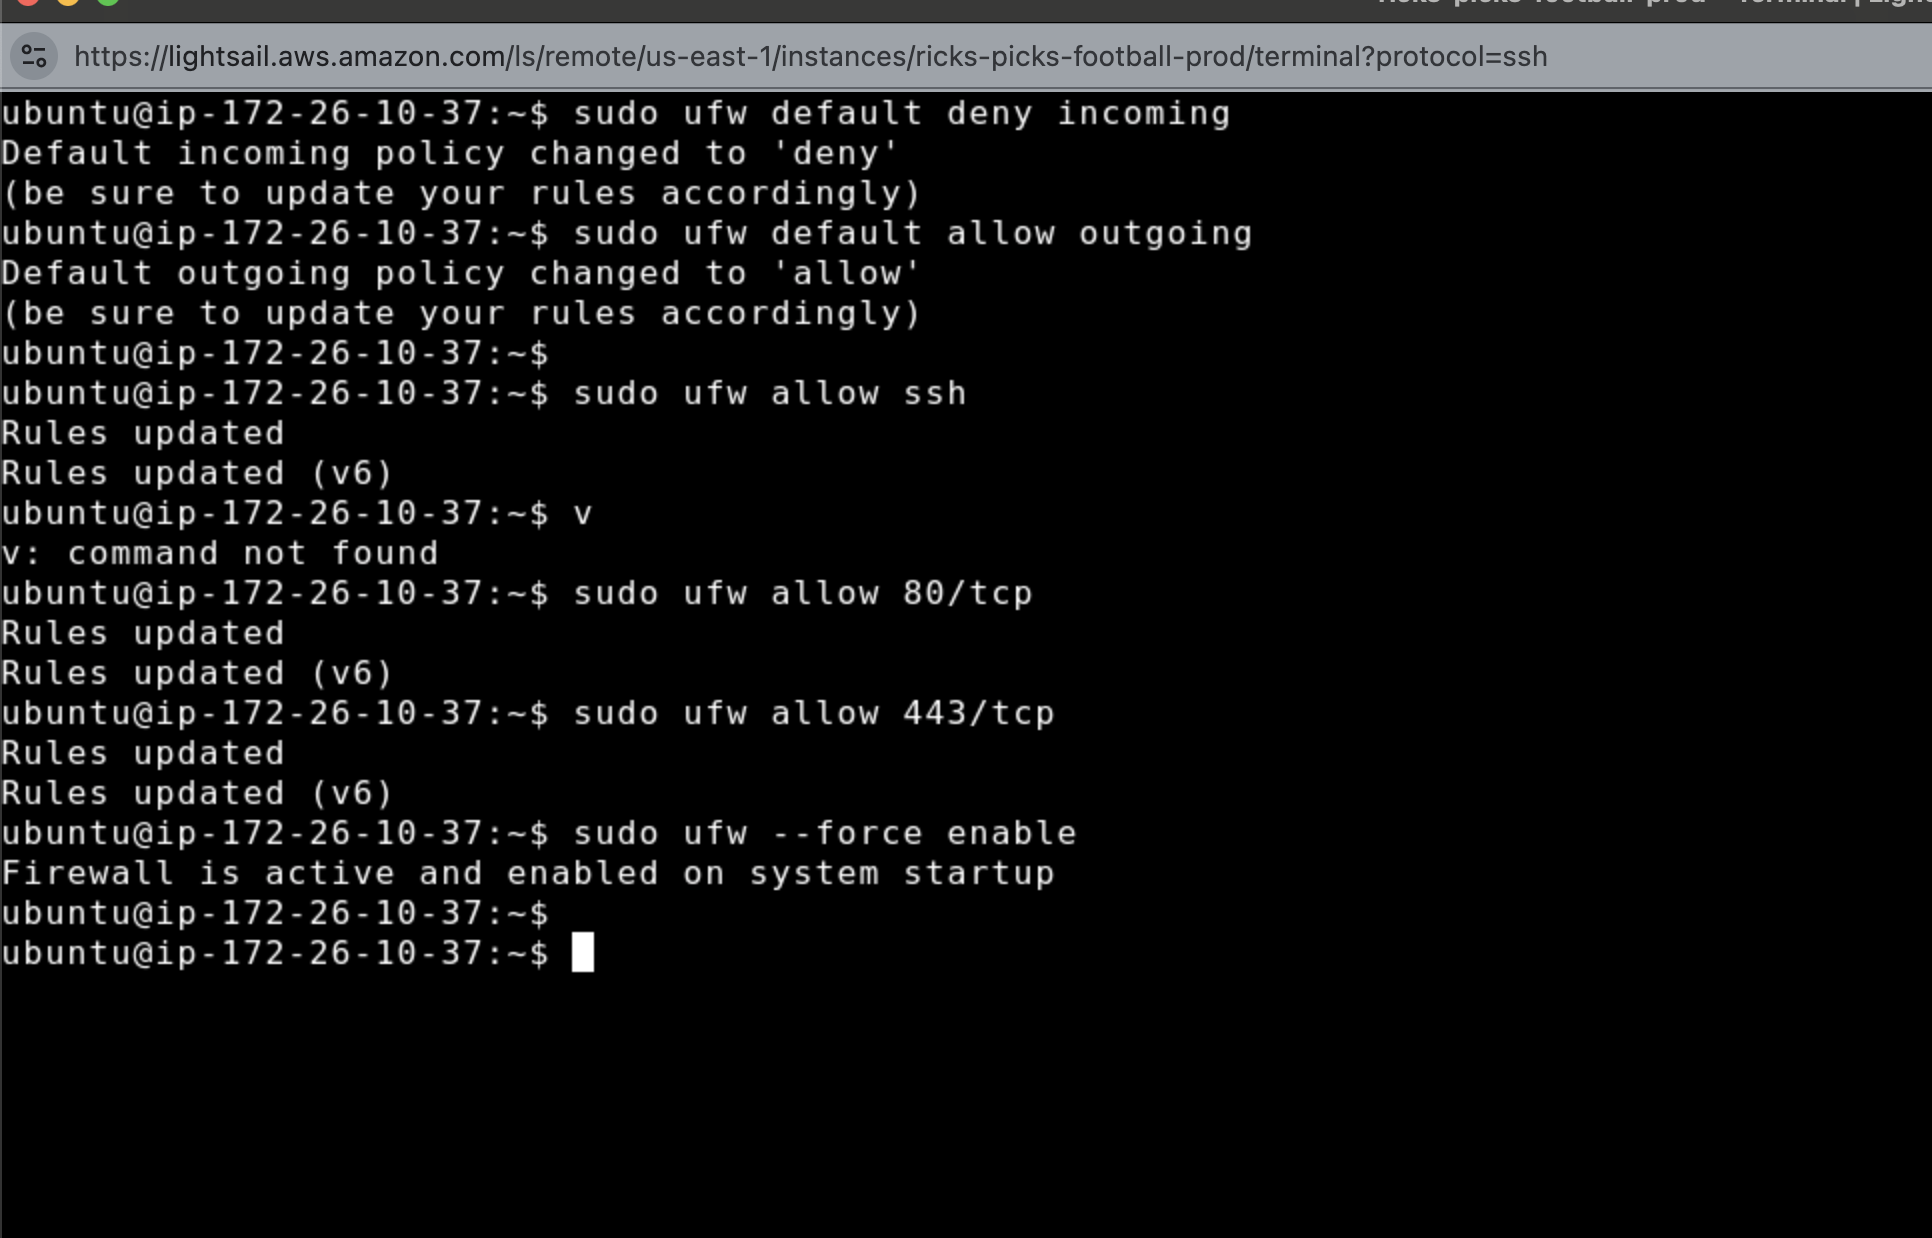 https://lightsail.aws.amazon.com/ls/remote/us-east-1/instances/ricks-picks-football-prod/terminal?protocol=ssh
ubuntu@ip-172-26-10-37:~$ sudo ufw default deny incoming
Default incoming policy changed to 'deny'
(be sure to update your rules accordingly)
ubuntu@ip-172-26-10-37:~$ sudo ufw default allow outgoing
Default outgoing policy changed to 'allow'
(be sure to update your rules accordingly)
ubuntu@ip-172-26-10-37:~$
ubuntu@ip-172-26-10-37:~$ sudo ufw allow ssh
Rules updated
Rules updated (v6)
ubuntu@ip-172-26-10-37:~$ v
v: command not found
ubuntu@ip-172-26-10-37:~$ sudo ufw allow 80/tcp
Rules updated
Rules updated (v6)
ubuntu@ip-172-26-10-37:~$ sudo ufw allow 443/tcp
Rules updated
Rules updated (v6)
ubuntu@ip-172-26-10-37:~$ sudo ufw --force enable
Firewall is active and enabled on system startup
ubuntu@ip-172-26-10-37:~$
ubuntu@ip-172-26-10-37:~$